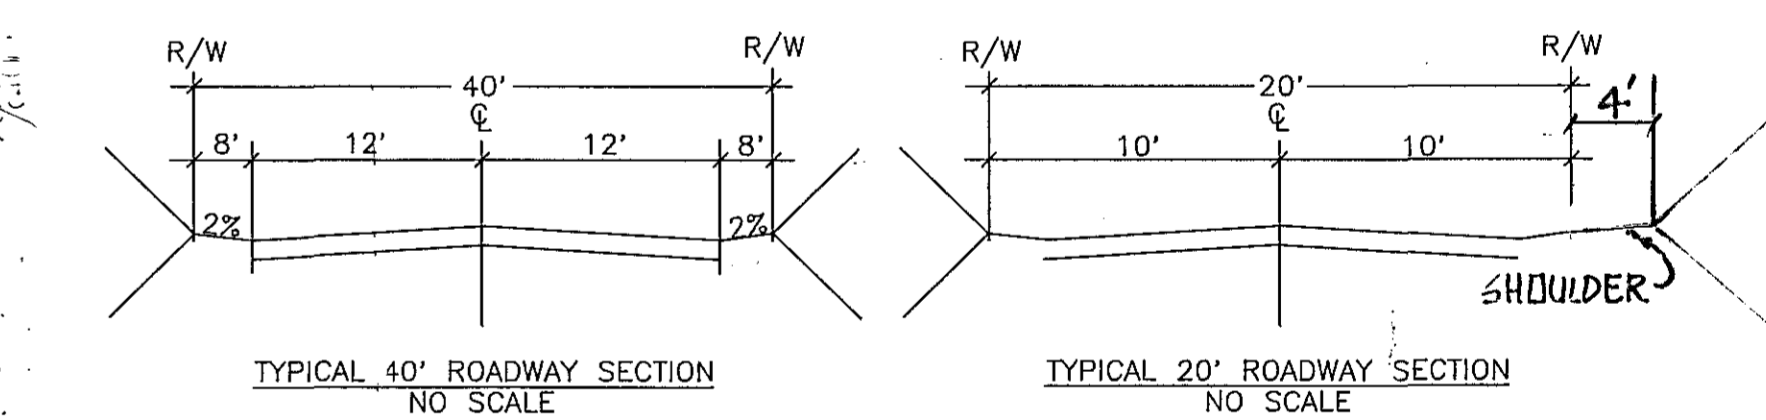 R/W R/W
40'
℄
8' 12' 12' 8'
2% 2%
TYPICAL 40' ROADWAY SECTION
NO SCALE
R/W R/W
20'
4'
℄
10' 10'
SHOULDER
TYPICAL 20' ROADWAY SECTION
NO SCALE